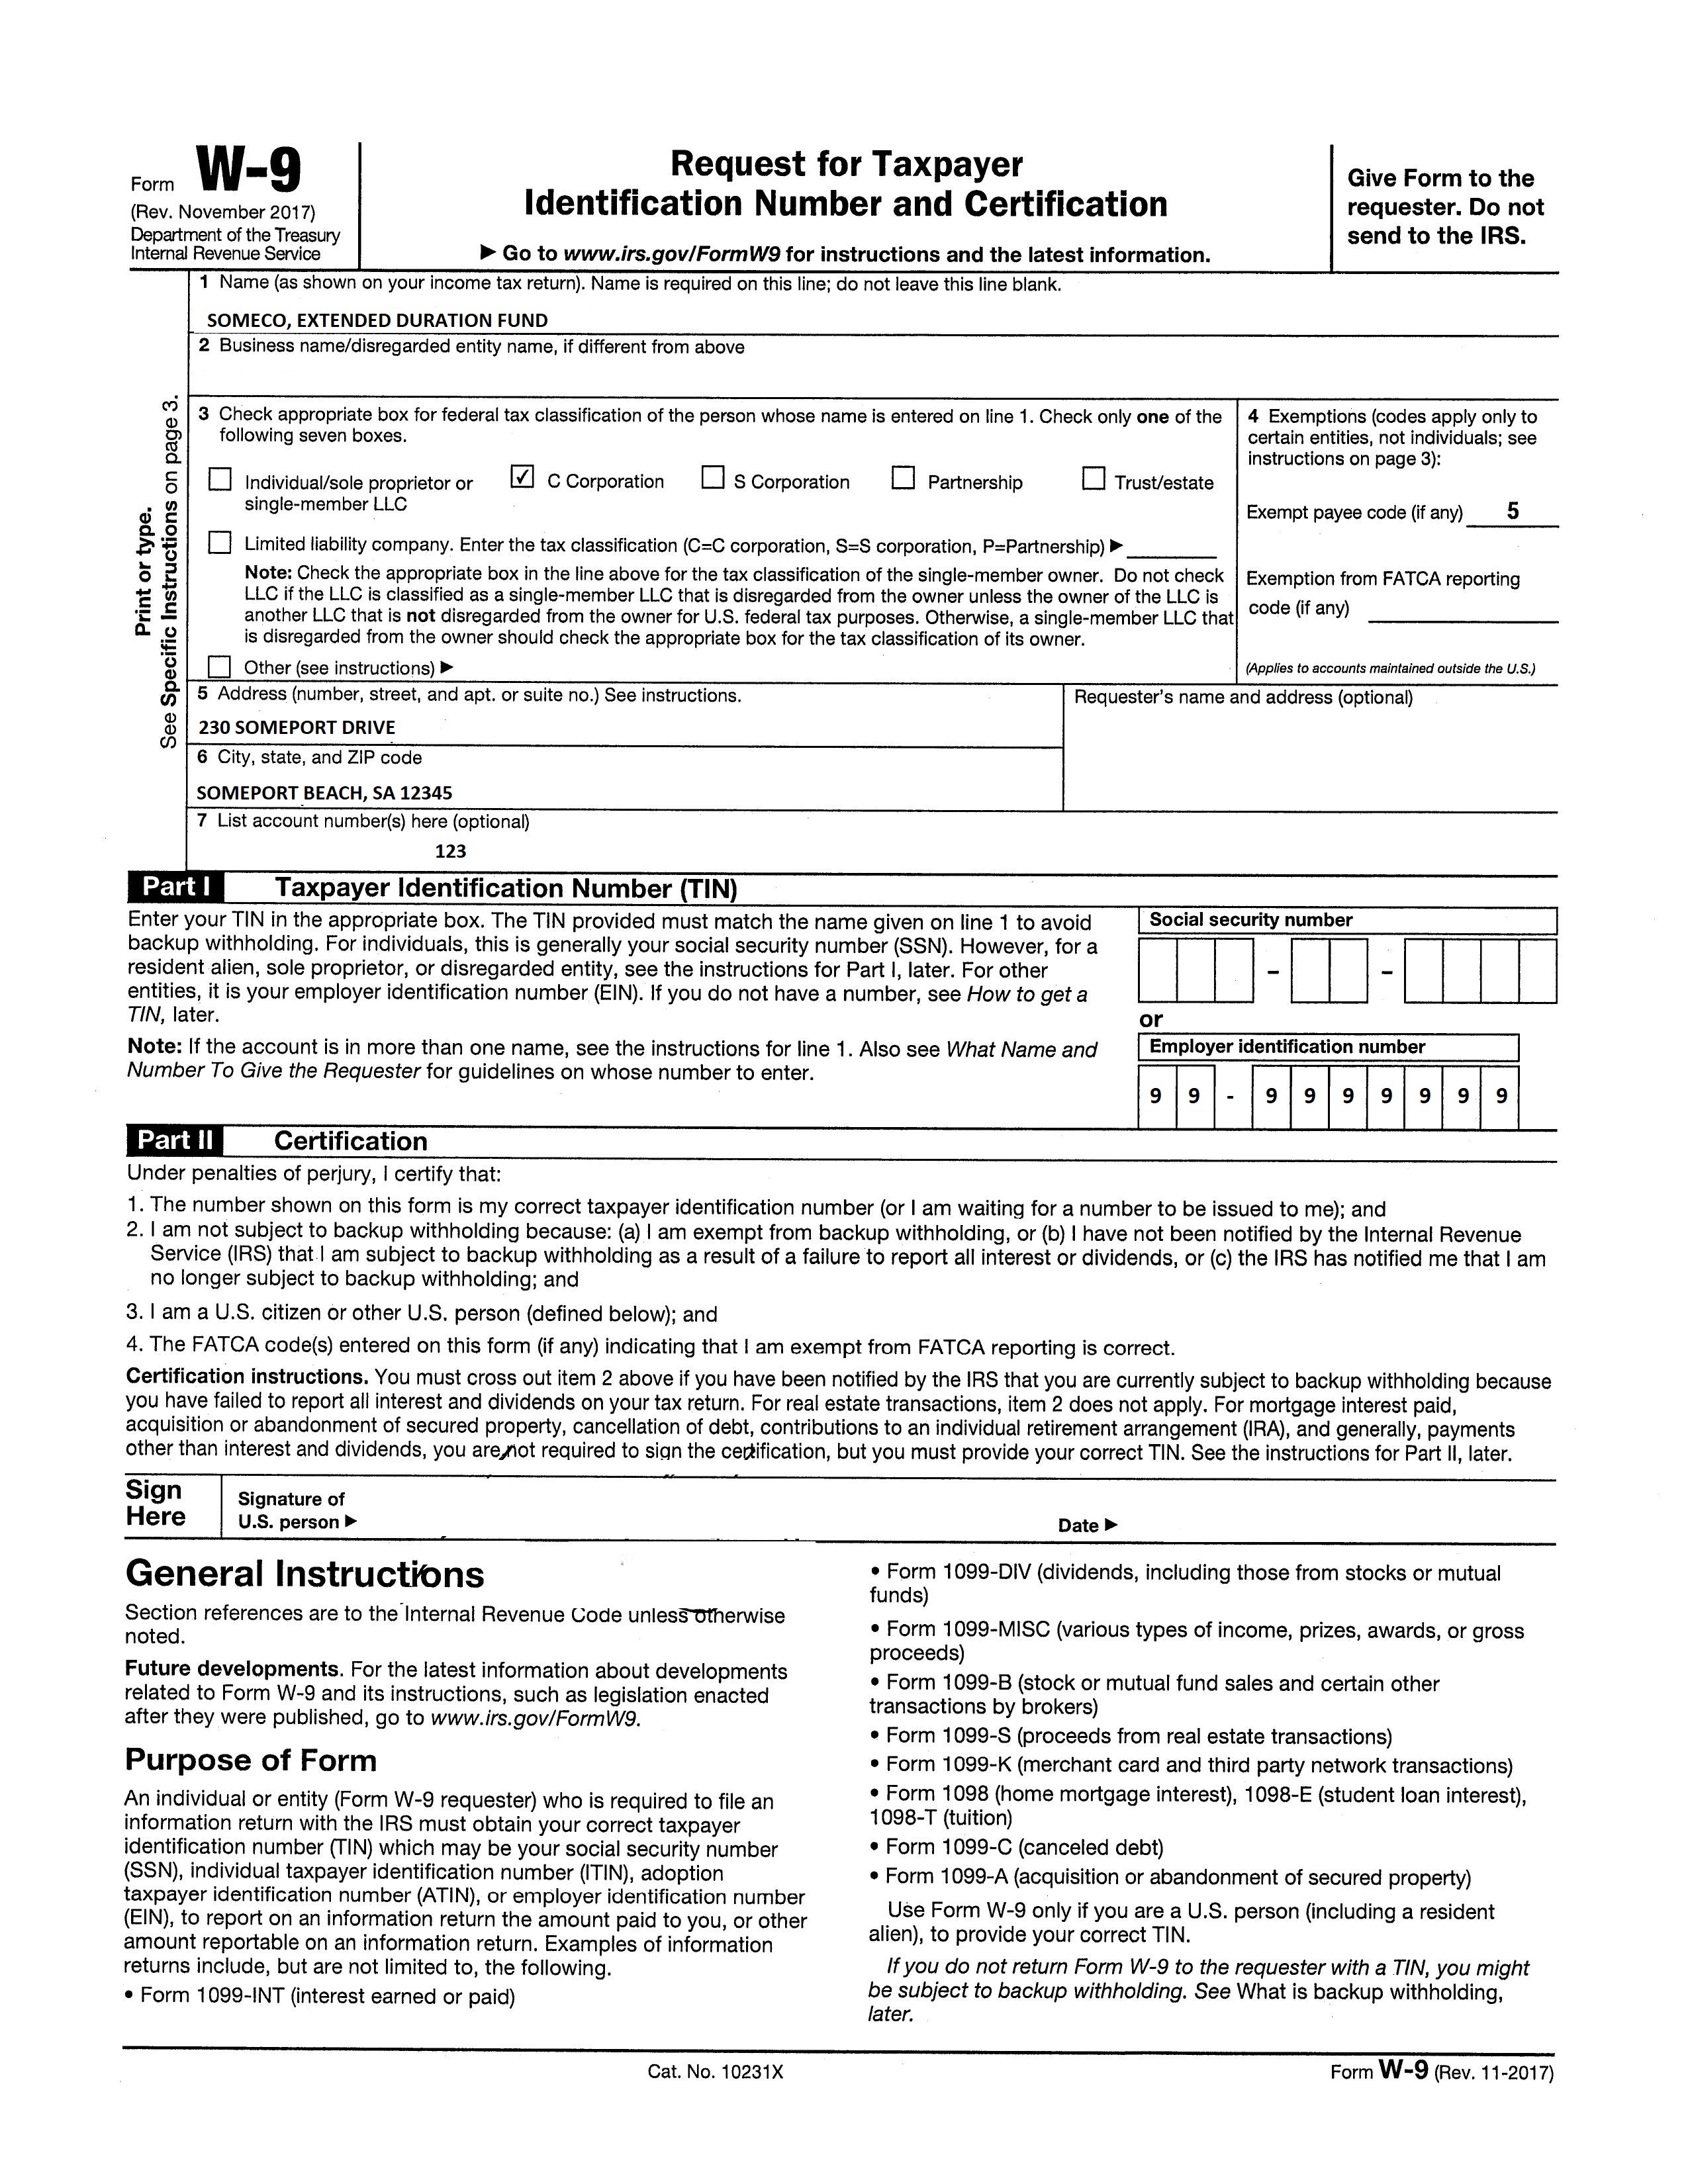 Form W-9
(Rev. November 2017)
Department of the Treasury
Internal Revenue Service
Request for Taxpayer
Identification Number and Certification
▶ Go to www.irs.gov/FormW9 for instructions and the latest information.
Give Form to the
requester. Do not
send to the IRS.
Print or type.
See Specific Instructions on page 3.
1 Name (as shown on your income tax return). Name is required on this line; do not leave this line blank.
SOMECO, EXTENDED DURATION FUND
2 Business name/disregarded entity name, if different from above
3 Check appropriate box for federal tax classification of the person whose name is entered on line 1. Check only one of the
following seven boxes.
☐ Individual/sole proprietor or ☑ C Corporation ☐ S Corporation ☐ Partnership ☐ Trust/estate
single-member LLC
☐ Limited liability company. Enter the tax classification (C=C corporation, S=S corporation, P=Partnership) ▶
Note: Check the appropriate box in the line above for the tax classification of the single-member owner. Do not check
LLC if the LLC is classified as a single-member LLC that is disregarded from the owner unless the owner of the LLC is
another LLC that is not disregarded from the owner for U.S. federal tax purposes. Otherwise, a single-member LLC that
is disregarded from the owner should check the appropriate box for the tax classification of its owner.
☐ Other (see instructions) ▶
4 Exemptions (codes apply only to
certain entities, not individuals; see
instructions on page 3):
Exempt payee code (if any) 5
Exemption from FATCA reporting
code (if any)
(Applies to accounts maintained outside the U.S.)
5 Address (number, street, and apt. or suite no.) See instructions.
230 SOMEPORT DRIVE
Requester's name and address (optional)
6 City, state, and ZIP code
SOMEPORT BEACH, SA 12345
7 List account number(s) here (optional)
123
Part I Taxpayer Identification Number (TIN)
Enter your TIN in the appropriate box. The TIN provided must match the name given on line 1 to avoid
backup withholding. For individuals, this is generally your social security number (SSN). However, for a
resident alien, sole proprietor, or disregarded entity, see the instructions for Part I, later. For other
entities, it is your employer identification number (EIN). If you do not have a number, see How to get a
TIN, later.
Note: If the account is in more than one name, see the instructions for line 1. Also see What Name and
Number To Give the Requester for guidelines on whose number to enter.
Social security number
– –
or
Employer identification number
9 9 - 9 9 9 9 9 9 9
Part II Certification
Under penalties of perjury, I certify that:
1. The number shown on this form is my correct taxpayer identification number (or I am waiting for a number to be issued to me); and
2. I am not subject to backup withholding because: (a) I am exempt from backup withholding, or (b) I have not been notified by the Internal Revenue
Service (IRS) that I am subject to backup withholding as a result of a failure to report all interest or dividends, or (c) the IRS has notified me that I am
no longer subject to backup withholding; and
3. I am a U.S. citizen or other U.S. person (defined below); and
4. The FATCA code(s) entered on this form (if any) indicating that I am exempt from FATCA reporting is correct.
Certification instructions. You must cross out item 2 above if you have been notified by the IRS that you are currently subject to backup withholding because
you have failed to report all interest and dividends on your tax return. For real estate transactions, item 2 does not apply. For mortgage interest paid,
acquisition or abandonment of secured property, cancellation of debt, contributions to an individual retirement arrangement (IRA), and generally, payments
other than interest and dividends, you are not required to sign the certification, but you must provide your correct TIN. See the instructions for Part II, later.
Sign
Here
Signature of
U.S. person ▶
Date ▶
General Instructions
Section references are to the Internal Revenue Code unless otherwise
noted.
Future developments. For the latest information about developments
related to Form W-9 and its instructions, such as legislation enacted
after they were published, go to www.irs.gov/FormW9.
Purpose of Form
An individual or entity (Form W-9 requester) who is required to file an
information return with the IRS must obtain your correct taxpayer
identification number (TIN) which may be your social security number
(SSN), individual taxpayer identification number (ITIN), adoption
taxpayer identification number (ATIN), or employer identification number
(EIN), to report on an information return the amount paid to you, or other
amount reportable on an information return. Examples of information
returns include, but are not limited to, the following.
• Form 1099-INT (interest earned or paid)
• Form 1099-DIV (dividends, including those from stocks or mutual
funds)
• Form 1099-MISC (various types of income, prizes, awards, or gross
proceeds)
• Form 1099-B (stock or mutual fund sales and certain other
transactions by brokers)
• Form 1099-S (proceeds from real estate transactions)
• Form 1099-K (merchant card and third party network transactions)
• Form 1098 (home mortgage interest), 1098-E (student loan interest),
1098-T (tuition)
• Form 1099-C (canceled debt)
• Form 1099-A (acquisition or abandonment of secured property)
Use Form W-9 only if you are a U.S. person (including a resident
alien), to provide your correct TIN.
If you do not return Form W-9 to the requester with a TIN, you might
be subject to backup withholding. See What is backup withholding,
later.
Cat. No. 10231X
Form W-9 (Rev. 11-2017)